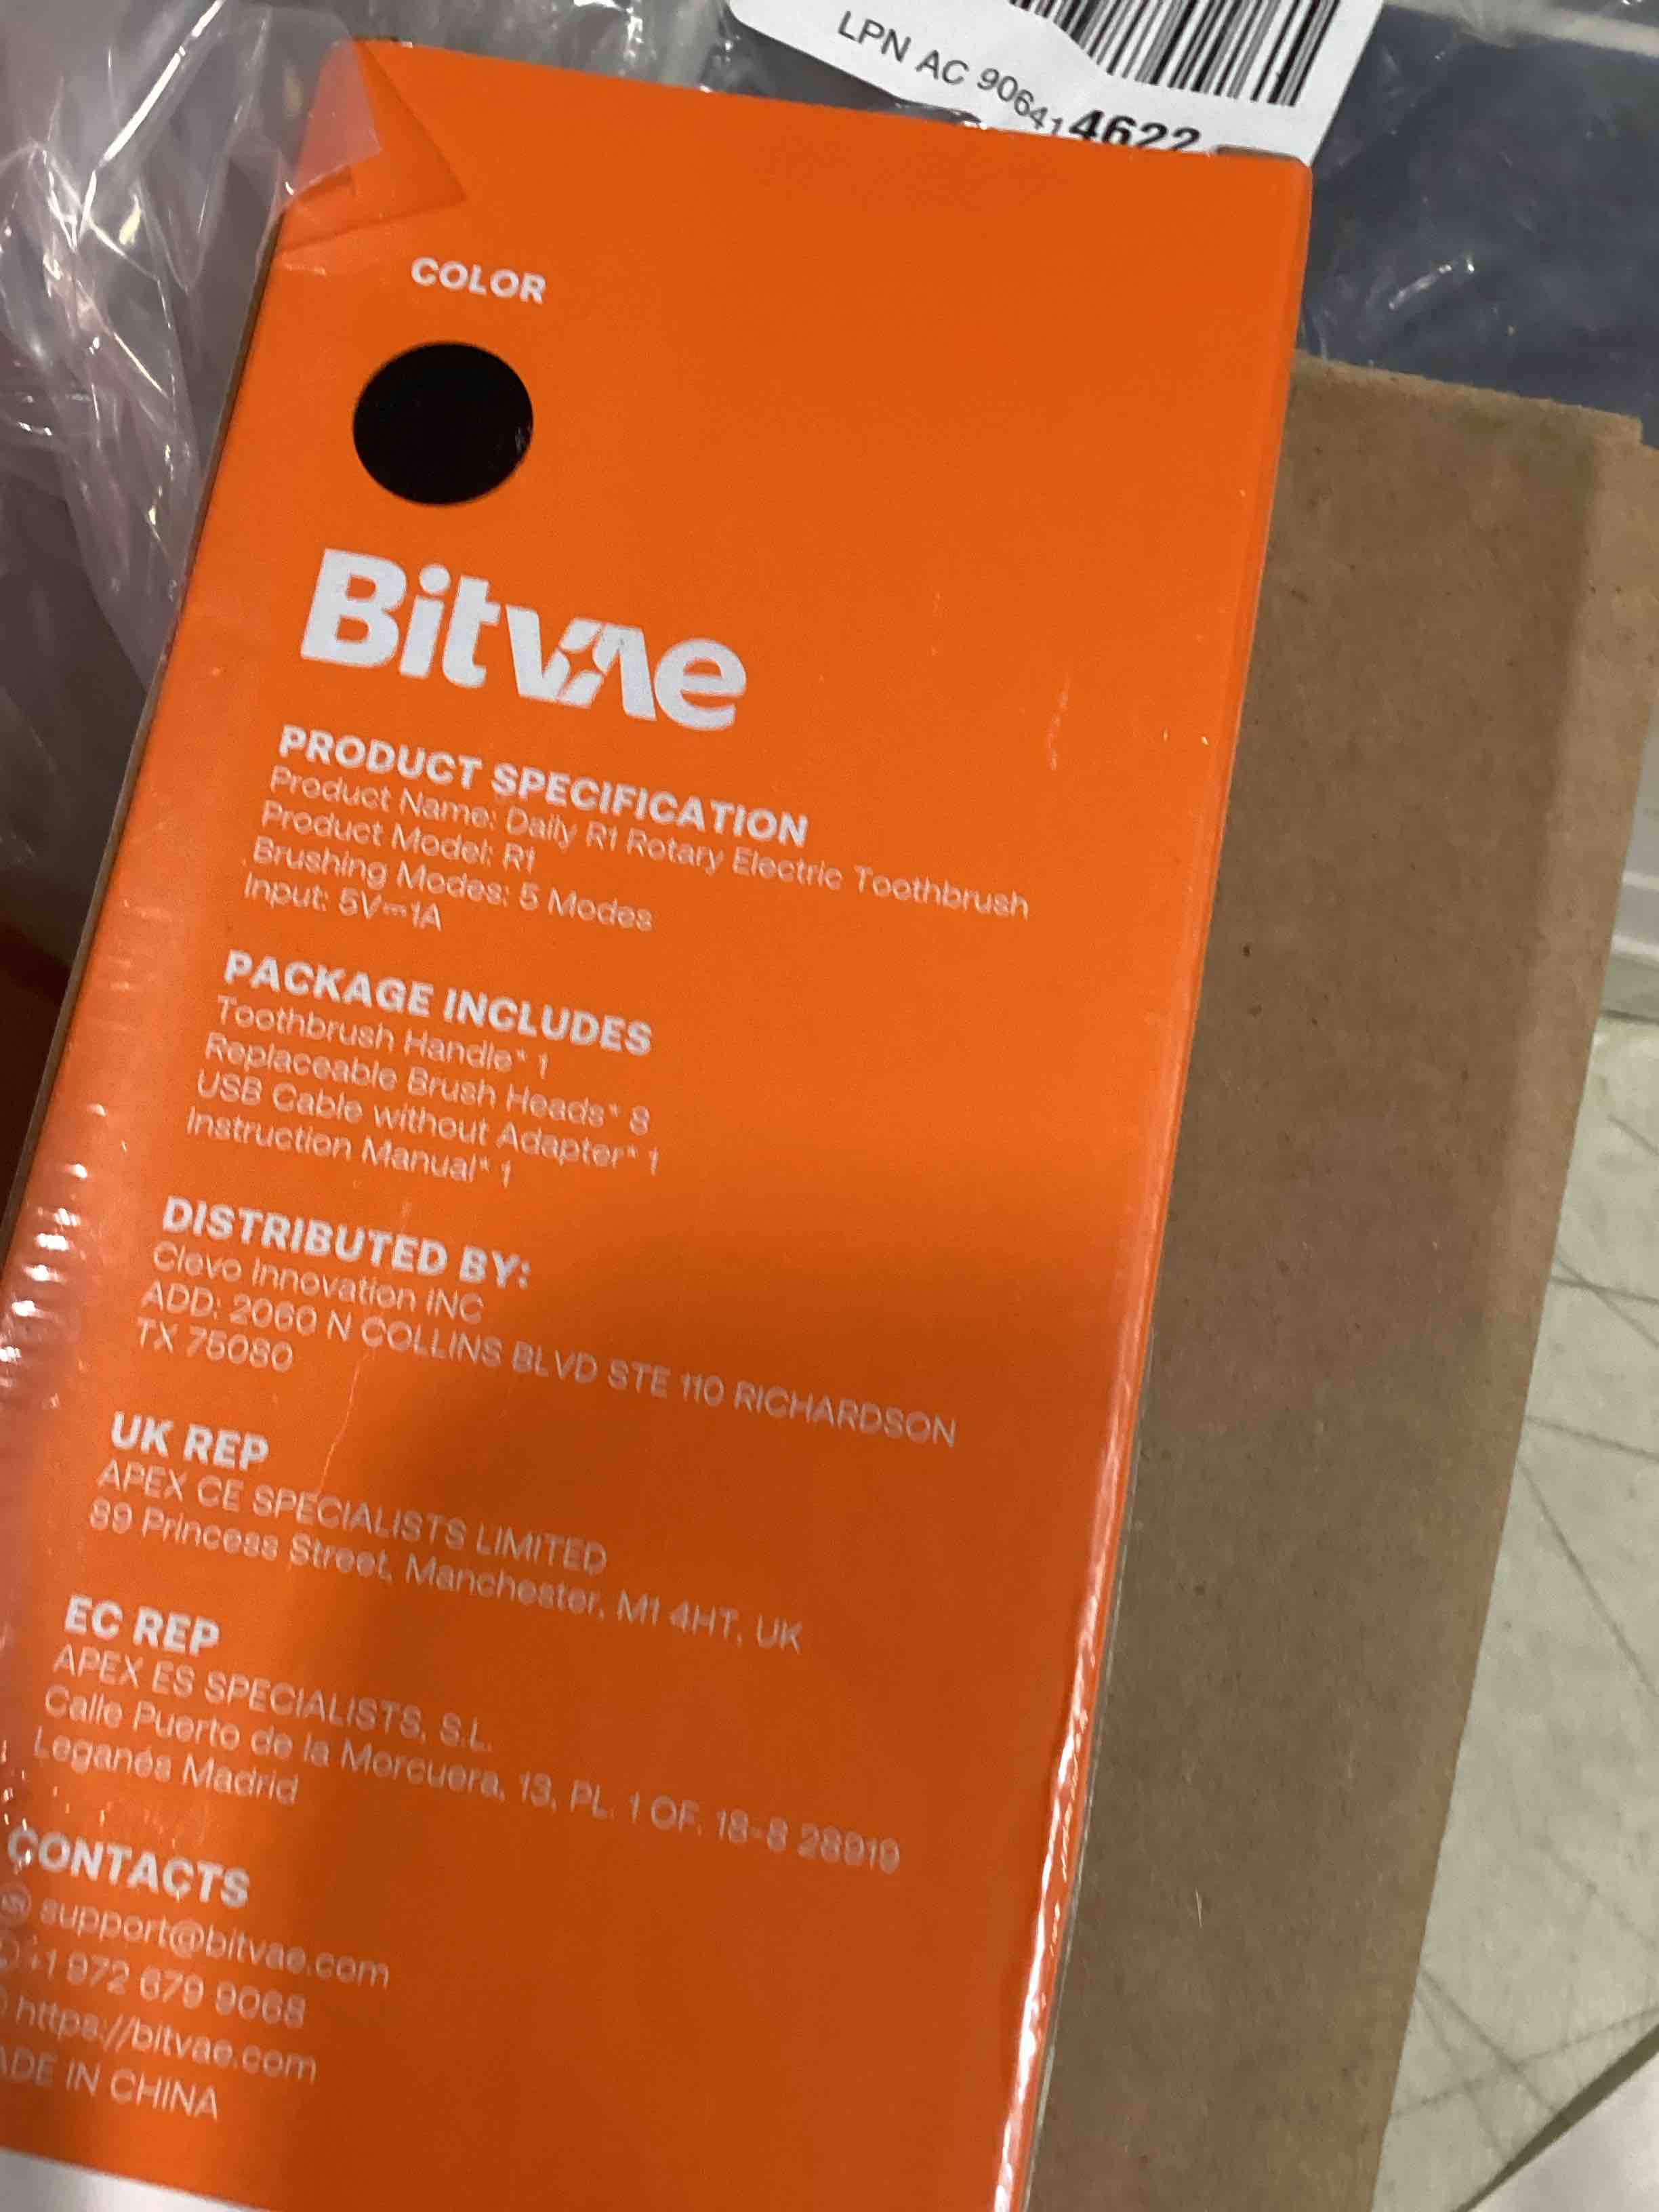 LPN AC 906414622
COLOR
Bitvae
PRODUCT SPECIFICATION
Product Name: Daily R1 Rotary Electric Toothbrush
Product Model: R1
Brushing Modes: 5 Modes
Input: 5V⎓1A
PACKAGE INCLUDES
Toothbrush Handle* 1
Replaceable Brush Heads* 8
USB Cable without Adapter* 1
Instruction Manual* 1
DISTRIBUTED BY:
Clevo Innovation INC
ADD: 2060 N COLLINS BLVD STE 110 RICHARDSON
TX 75080
UK REP
APEX CE SPECIALISTS LIMITED
89 Princess Street, Manchester, M1 4HT, UK
EC REP
APEX ES SPECIALISTS, S.L.
Calle Puerto de la Morcuera, 13, PL. 1 OF. 18-8 28919
Leganés Madrid
CONTACTS
support@bitvae.com
+1 972 679 9068
https://bitvae.com
ADE IN CHINA